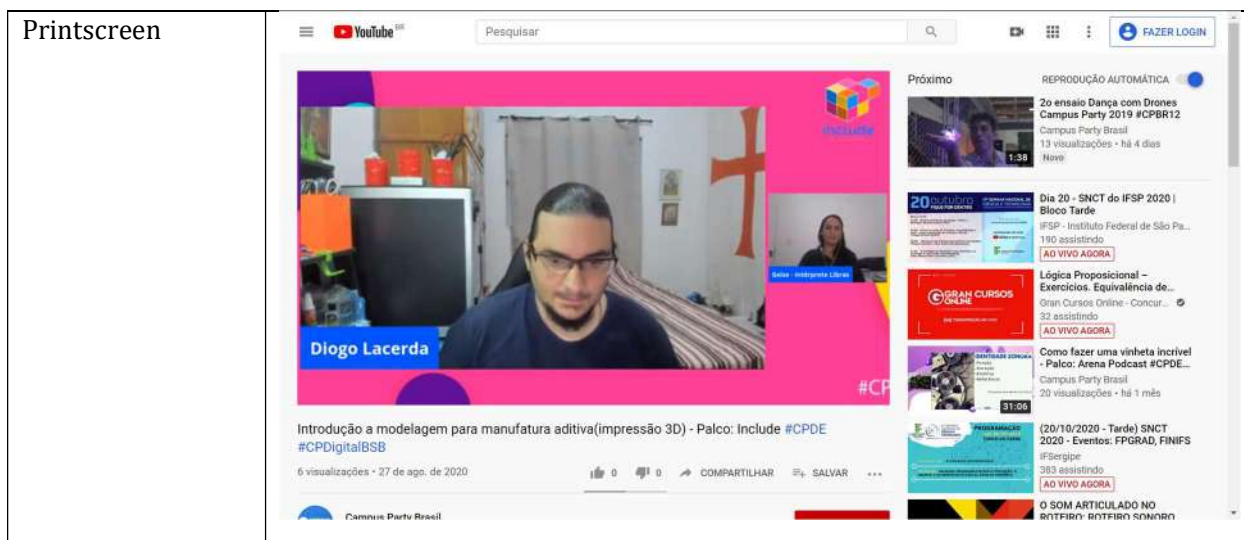 Printscreen
YouTube BR
Pesquisar
FAZER LOGIN
include
Selsa - Intérprete Libras
Diogo Lacerda
#CP
Introdução a modelagem para manufatura aditiva(impressão 3D) - Palco: Include #CPDE
#CPDigitalBSB
6 visualizações • 27 de ago. de 2020
0
0
COMPARTILHAR
SALVAR
Campus Party Brasil
Próximo
REPRODUÇÃO AUTOMÁTICA
1:38
2o ensaio Dança com Drones
Campus Party 2019 #CPBR12
Campus Party Brasil
13 visualizações • há 4 dias
Novo
20 outubro
Dia 20 - SNCT do IFSP 2020 |
Bloco Tarde
IFSP - Instituto Federal de São Pa...
190 assistindo
AO VIVO AGORA
GRAN CURSOS
ONLINE
Lógica Proposicional –
Exercícios. Equivalência de...
Gran Cursos Online - Concur...
32 assistindo
AO VIVO AGORA
IDENTIDADE SONORA
31:06
Como fazer uma vinheta incrível
- Palco: Arena Podcast #CPDE...
Campus Party Brasil
20 visualizações • há 1 mês
PROGRAMAÇÃO
(20/10/2020 - Tarde) SNCT
2020 - Eventos: FPGRAD, FINIFS
IFSergipe
383 assistindo
AO VIVO AGORA
O SOM ARTICULADO NO
ROTEIRO: ROTEIRO SONORO